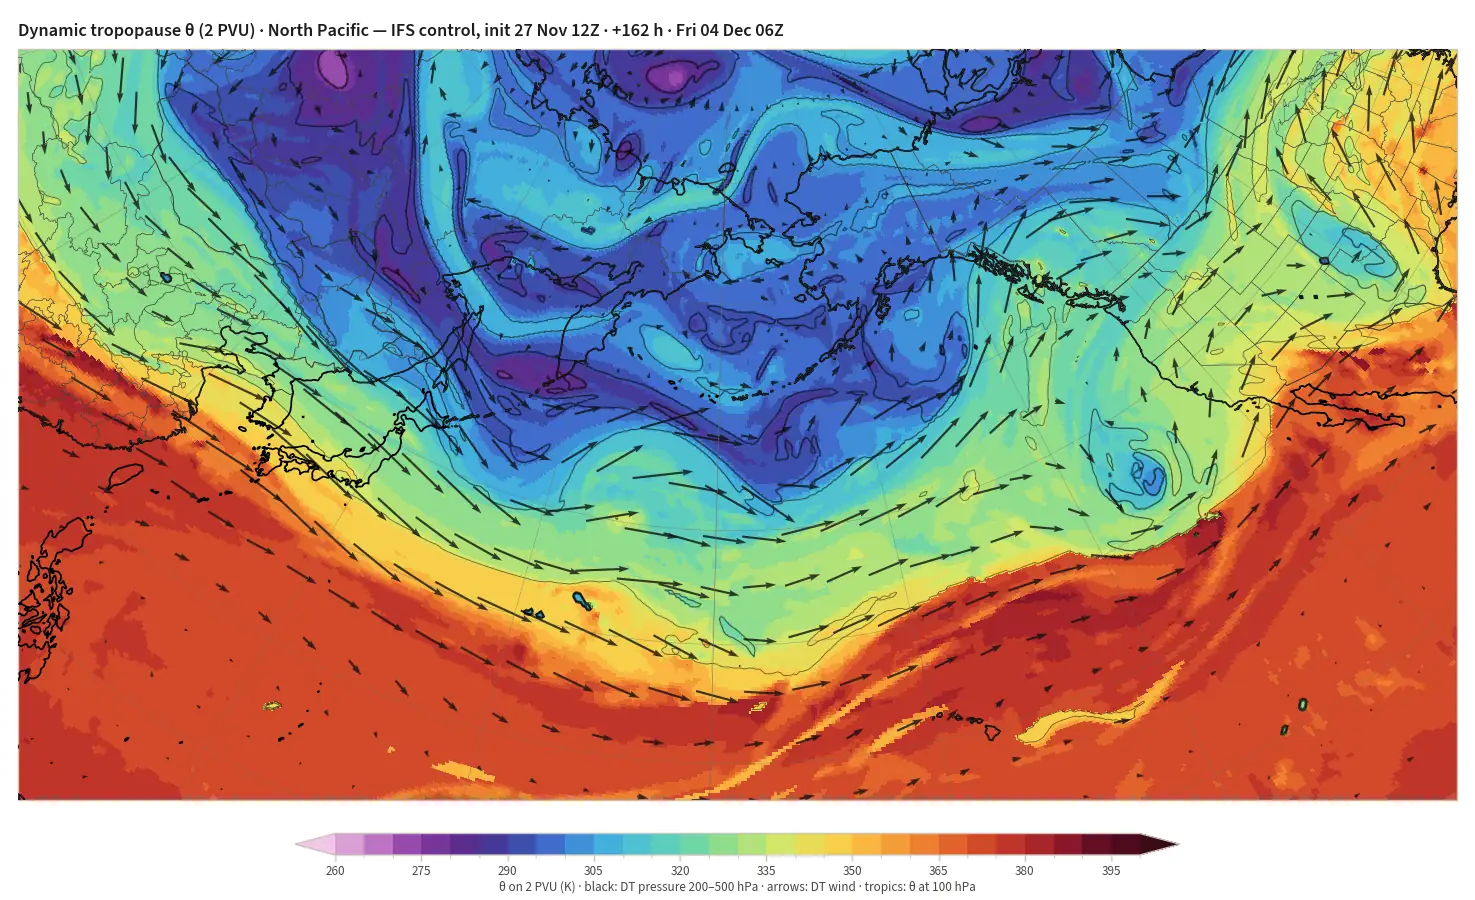 Dynamic tropopause θ (2 PVU) · North Pacific — IFS control, init 27 Nov 12Z · +162 h · Fri 04 Dec 06Z
260 275 290 305 320 335 350 365 380 395
θ on 2 PVU (K) · black: DT pressure 200–500 hPa · arrows: DT wind · tropics: θ at 100 hPa